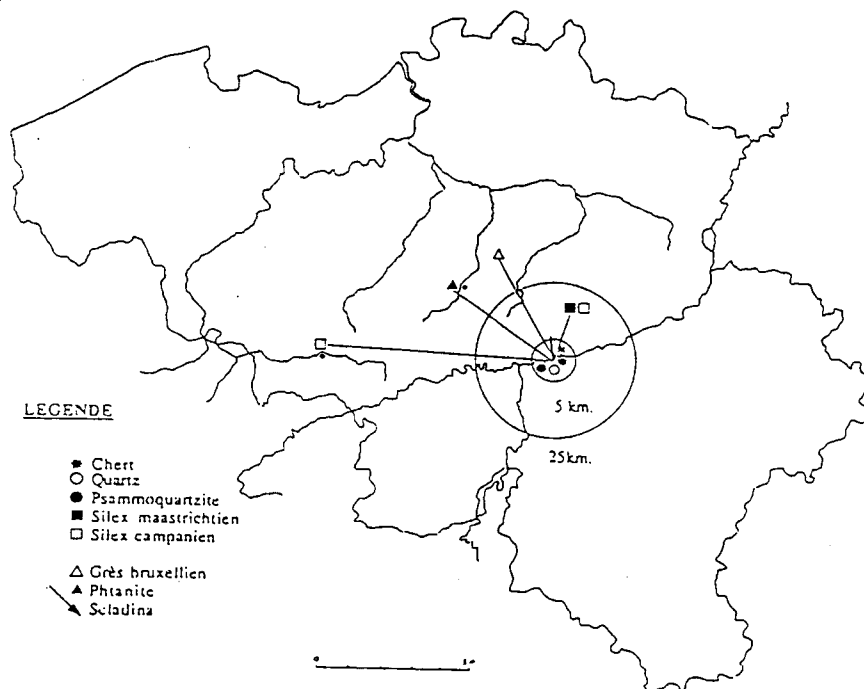 5 km.
25km.
LEGENDE
Chert
Quartz
Psammoquartzite
Silex maastrichtien
Silex campanien
Grès bruxellien
Phtanite
Scladina